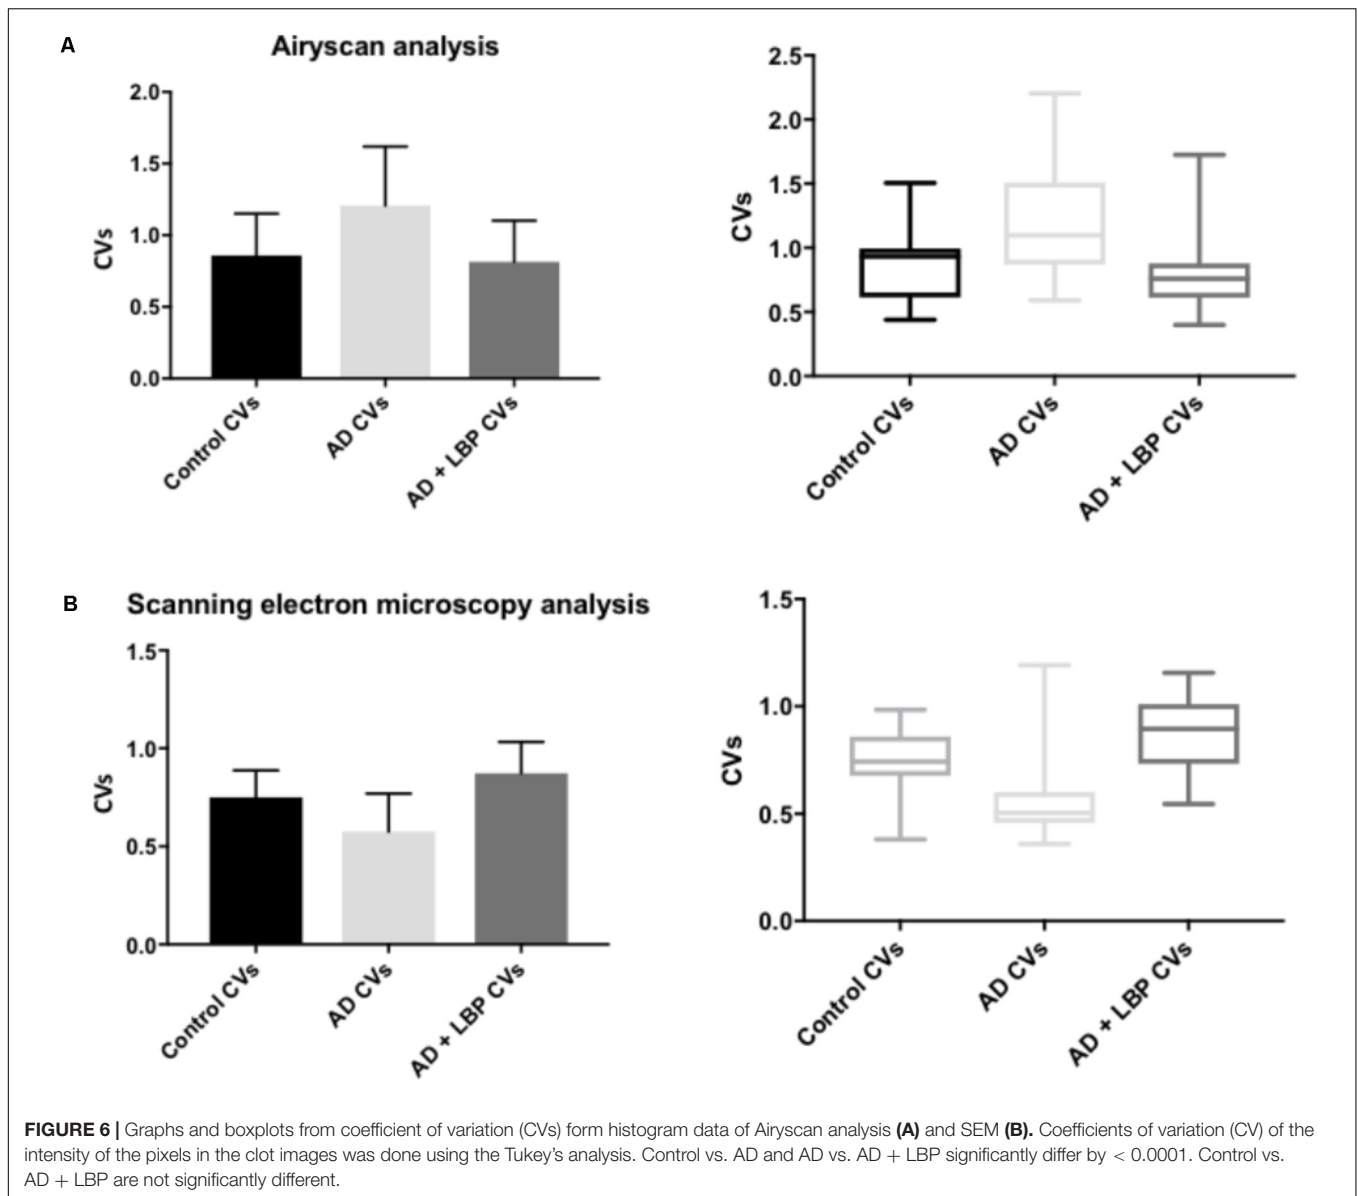 A
Airyscan analysis
2.0
1.5
1.0
0.5
0.0
CVs
Control CVs
AD CVs
AD + LBP CVs
2.5
2.0
1.5
1.0
0.5
0.0
CVs
Control CVs
AD CVs
AD + LBP CVs
B
Scanning electron microscopy analysis
1.5
1.0
0.5
0.0
CVs
Control CVs
AD CVs
AD + LBP CVs
1.5
1.0
0.5
0.0
CVs
Control CVs
AD CVs
AD + LBP CVs
FIGURE 6 | Graphs and boxplots from coefficient of variation (CVs) form histogram data of Airyscan analysis (A) and SEM (B). Coefficients of variation (CV) of the
intensity of the pixels in the clot images was done using the Tukey's analysis. Control vs. AD and AD vs. AD + LBP significantly differ by < 0.0001. Control vs.
AD + LBP are not significantly different.